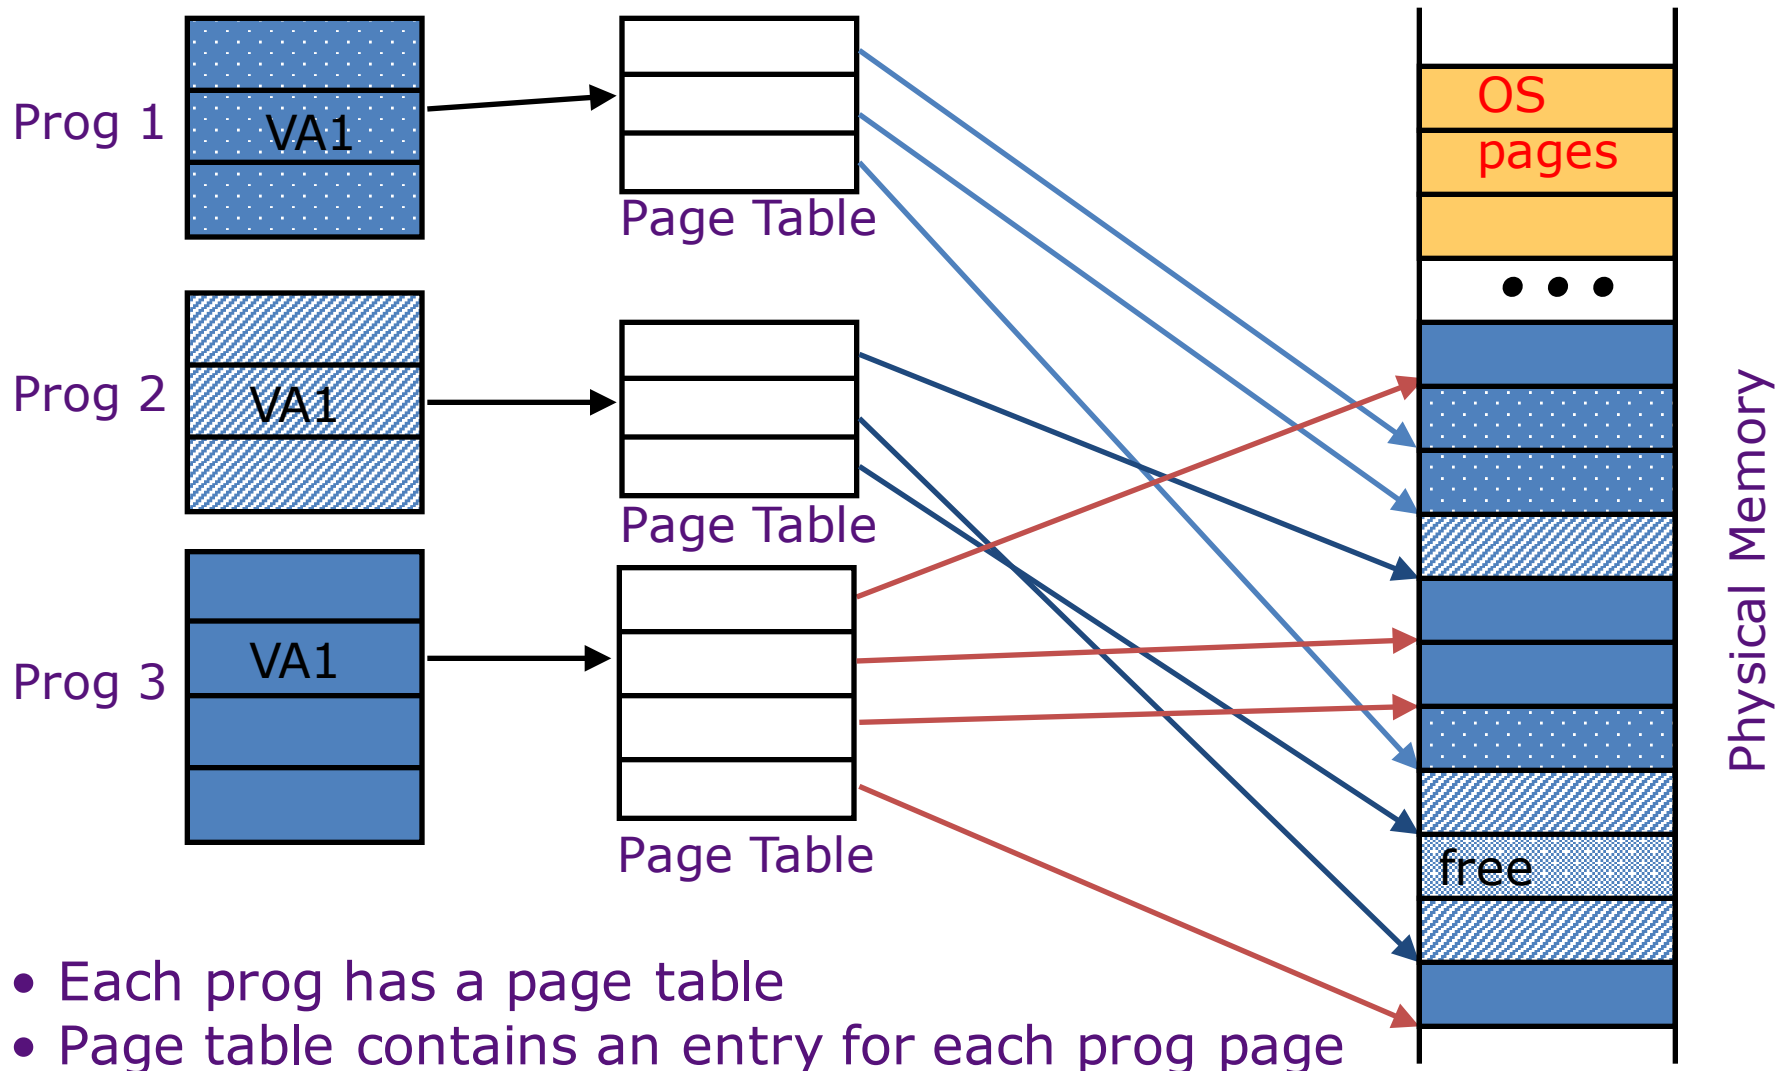 Prog 1
VA1
Page Table
OS
pages
• • •
Prog 2
VA1
Page Table
Prog 3
VA1
Page Table
free
Physical Memory
• Each prog has a page table
• Page table contains an entry for each prog page